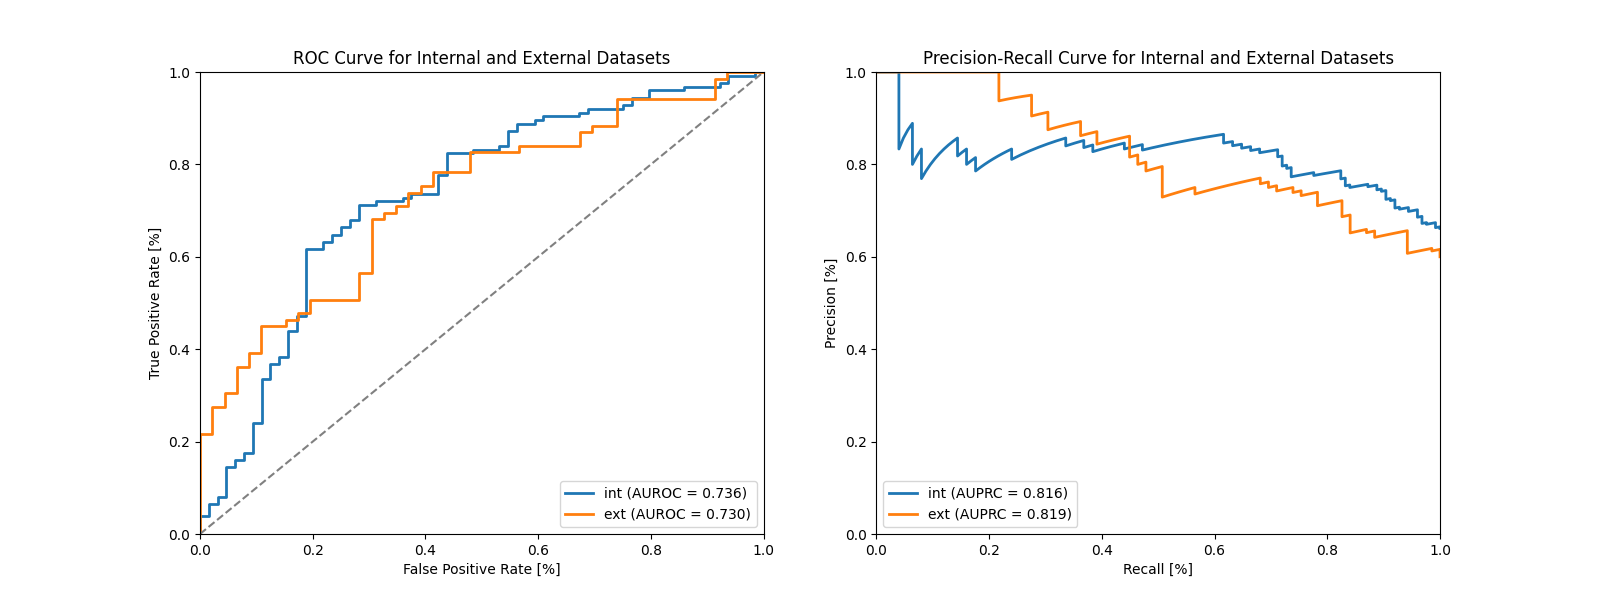 ROC Curve for Internal and External Datasets
1.0
0.8
0.6
0.4
0.2
0.0
True Positive Rate [%]
0.0 0.2 0.4 0.6 0.8 1.0
False Positive Rate [%]
int (AUROC = 0.736)
ext (AUROC = 0.730)
Precision-Recall Curve for Internal and External Datasets
1.0
0.8
0.6
0.4
0.2
0.0
Precision [%]
0.0 0.2 0.4 0.6 0.8 1.0
Recall [%]
int (AUPRC = 0.816)
ext (AUPRC = 0.819)